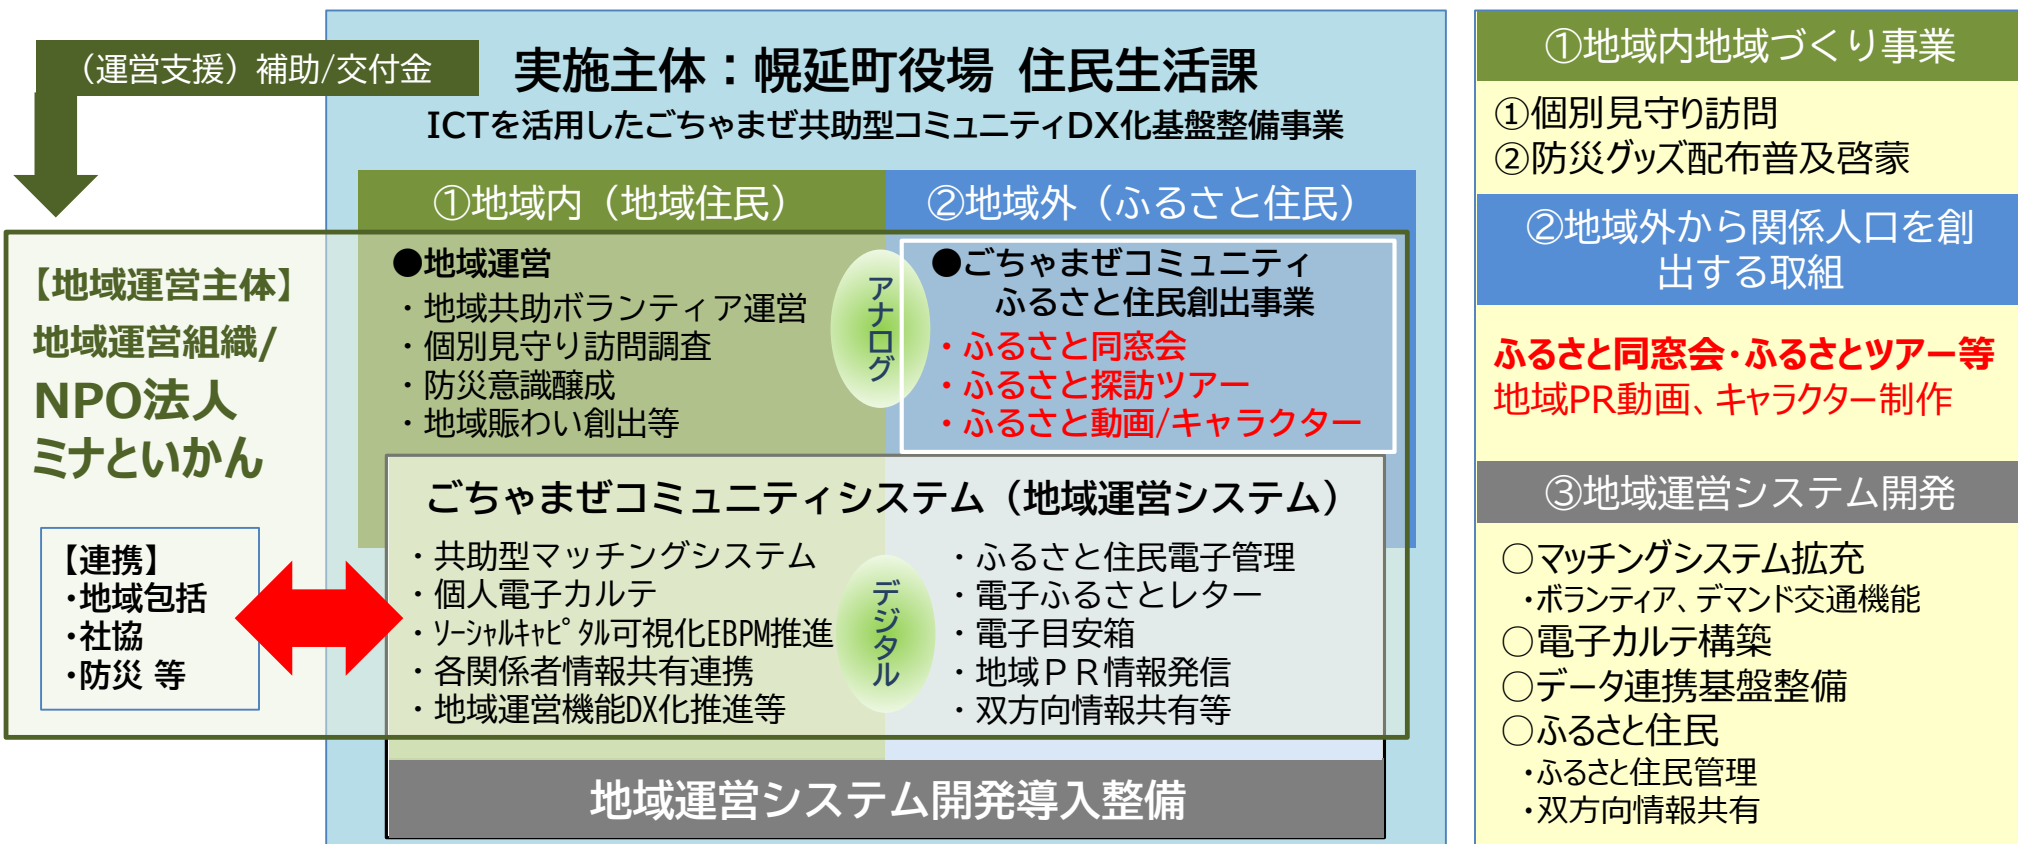 （運営支援）補助/交付金
実施主体：幌延町役場 住民生活課
ICTを活用したごちゃまぜ共助型コミュニティDX化基盤整備事業
①地域内（地域住民）
②地域外（ふるさと住民）
【地域運営主体】
地域運営組織/
NPO法人
ミナといかん
【連携】
・地域包括
・社協
・防災 等
●地域運営
・地域共助ボランティア運営
・個別見守り訪問調査
・防災意識醸成
・地域賑わい創出等
アナログ
●ごちゃまぜコミュニティ
ふるさと住民創出事業
・ふるさと同窓会
・ふるさと探訪ツアー
・ふるさと動画/キャラクター
ごちゃまぜコミュニティシステム（地域運営システム）
・共助型マッチングシステム
・個人電子カルテ
・ｿｰｼｬﾙｷｬﾋﾟﾀﾙ可視化EBPM推進
・各関係者情報共有連携
・地域運営機能DX化推進等
デジタル
・ふるさと住民電子管理
・電子ふるさとレター
・電子目安箱
・地域ＰＲ情報発信
・双方向情報共有等
地域運営システム開発導入整備
①地域内地域づくり事業
①個別見守り訪問
②防災グッズ配布普及啓蒙
②地域外から関係人口を創
出する取組
ふるさと同窓会・ふるさとツアー等
地域PR動画、キャラクター制作
③地域運営システム開発
○マッチングシステム拡充
・ボランティア、デマンド交通機能
○電子カルテ構築
○データ連携基盤整備
○ふるさと住民
・ふるさと住民管理
・双方向情報共有